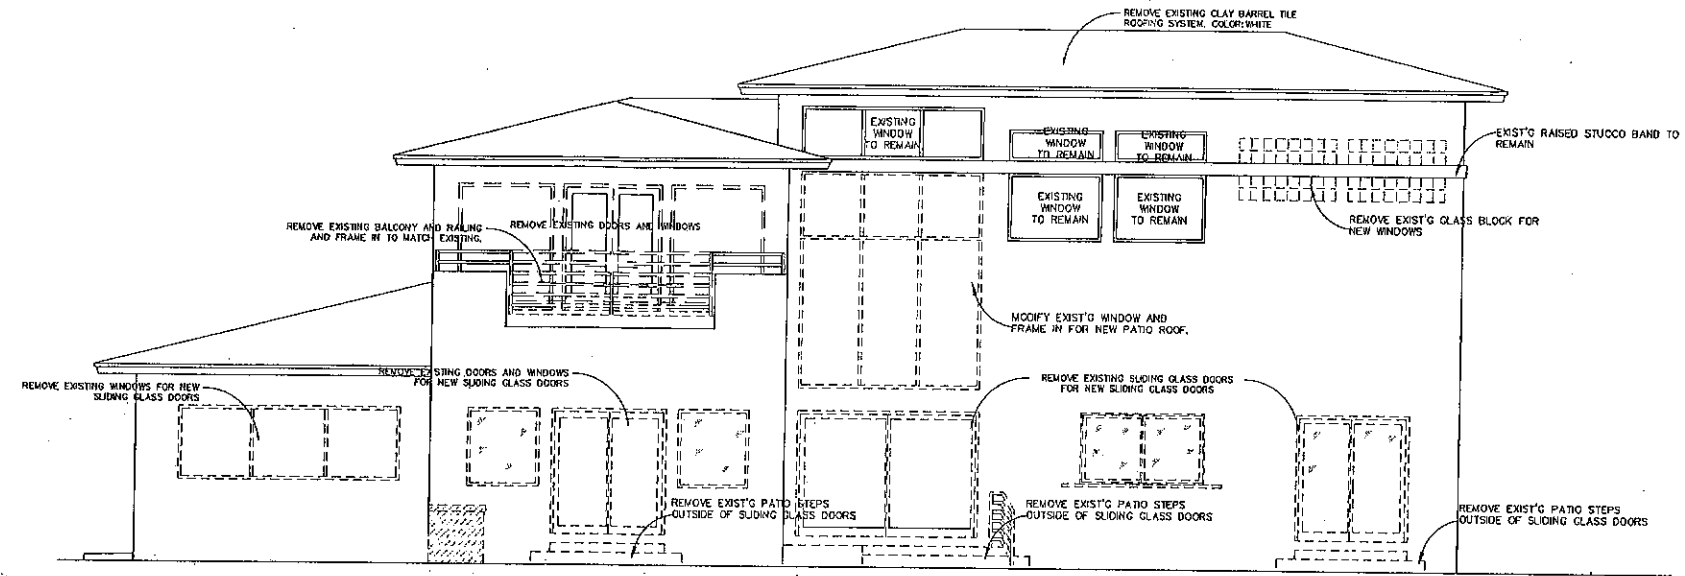 REMOVE EXISTING CLAY BARREL TILE
ROOFING SYSTEM. COLOR:WHITE
EXISTING
WINDOW
TO REMAIN
EXISTING
WINDOW
TO REMAIN
EXISTING
WINDOW
TO REMAIN
EXIST'G RAISED STUCCO BAND TO
REMAIN
EXISTING
WINDOW
TO REMAIN
EXISTING
WINDOW
TO REMAIN
REMOVE EXIST'G GLASS BLOCK FOR
NEW WINDOWS
REMOVE EXISTING BALCONY AND RAILING
AND FRAME IN TO MATCH EXISTING.
REMOVE EXISTING DOORS AND WINDOWS
MODIFY EXIST'G WINDOW AND
FRAME IN FOR NEW PATIO ROOF.
REMOVE EXISTING WINDOWS FOR NEW
SLIDING GLASS DOORS
REMOVE EXISTING DOORS AND WINDOWS
FOR NEW SLIDING GLASS DOORS
REMOVE EXISTING SLIDING GLASS DOORS
FOR NEW SLIDING GLASS DOORS
REMOVE EXIST'G PATIO STEPS
OUTSIDE OF SLIDING GLASS DOORS
REMOVE EXIST'G PATIO STEPS
OUTSIDE OF SLIDING GLASS DOORS
REMOVE EXIST'G PATIO STEPS
OUTSIDE OF SLIDING GLASS DOORS